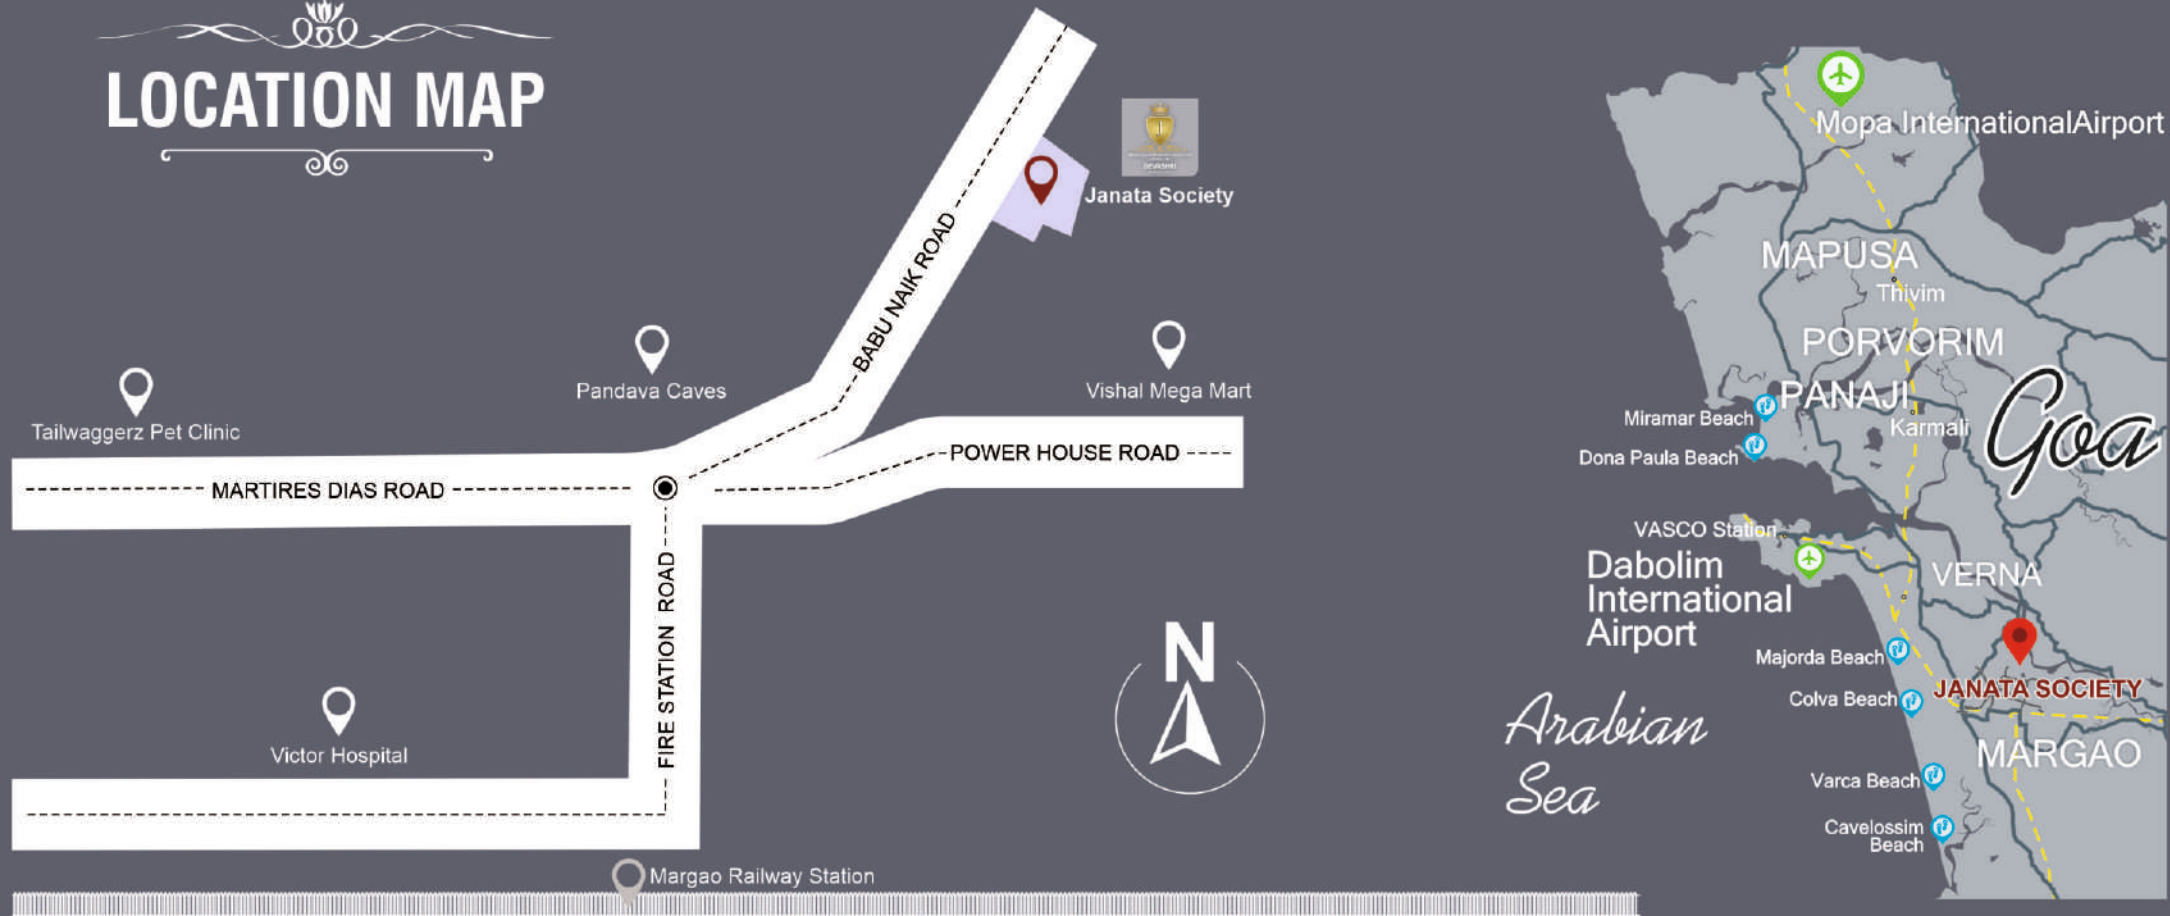 LOCATION MAP
DEVASHRI
Janata Society
BABU NAIK ROAD
Pandava Caves
Vishal Mega Mart
Tailwaggerz Pet Clinic
POWER HOUSE ROAD
MARTIRES DIAS ROAD
FIRE STATION ROAD
Victor Hospital
N
Margao Railway Station
Mopa InternationalAirport
MAPUSA
Thivim
PORVORIM
PANAJI
Miramar Beach
Karmali
Goa
Dona Paula Beach
VASCO Station
Dabolim
International
Airport
VERNA
Majorda Beach
JANATA SOCIETY
Colva Beach
Arabian
Sea
MARGAO
Varca Beach
Cavelossim
Beach